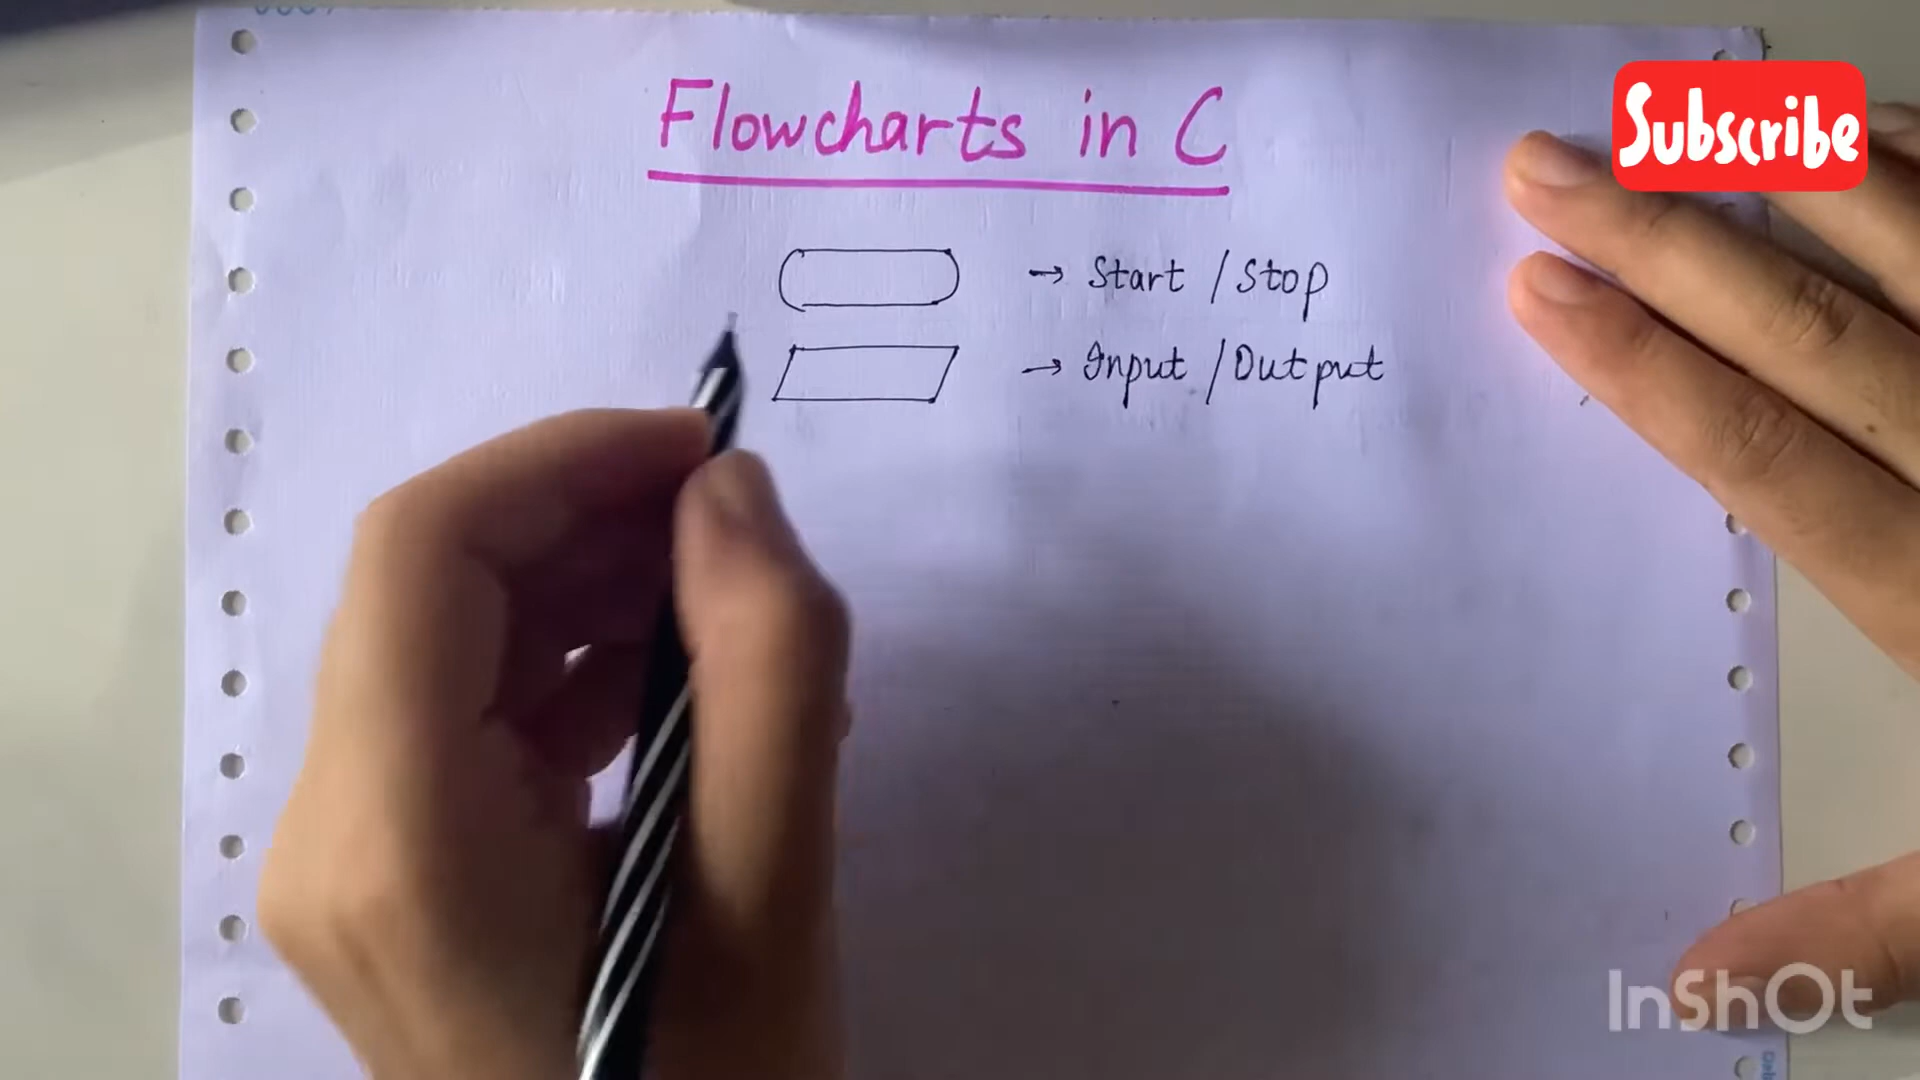 Flowcharts in C
Subscribe
→ Start / Stop
→ Input / Output
InShOt